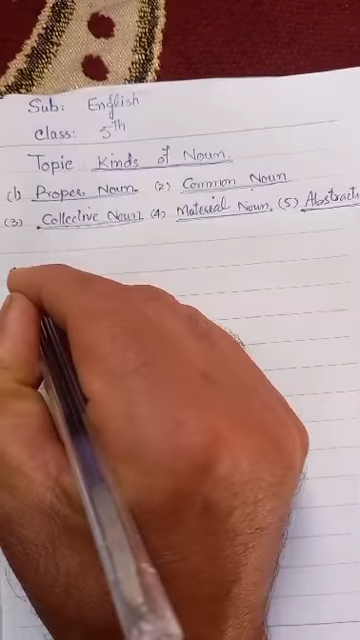 Sub: English
Class: 5th
Topic Kinds of Noun.
(1) Proper Noun. (2) Common Noun
(3) Collective Noun (4) Material Noun. (5) Abstract